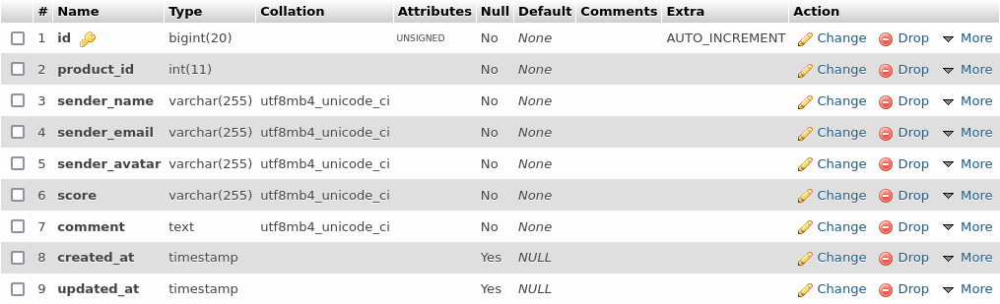 # Name Type Collation Attributes Null Default Comments Extra Action
1 id bigint(20) UNSIGNED No None AUTO_INCREMENT Change Drop More
2 product_id int(11) No None Change Drop More
3 sender_name varchar(255) utf8mb4_unicode_ci No None Change Drop More
4 sender_email varchar(255) utf8mb4_unicode_ci No None Change Drop More
5 sender_avatar varchar(255) utf8mb4_unicode_ci No None Change Drop More
6 score varchar(255) utf8mb4_unicode_ci No None Change Drop More
7 comment text utf8mb4_unicode_ci No None Change Drop More
8 created_at timestamp Yes NULL Change Drop More
9 updated_at timestamp Yes NULL Change Drop More